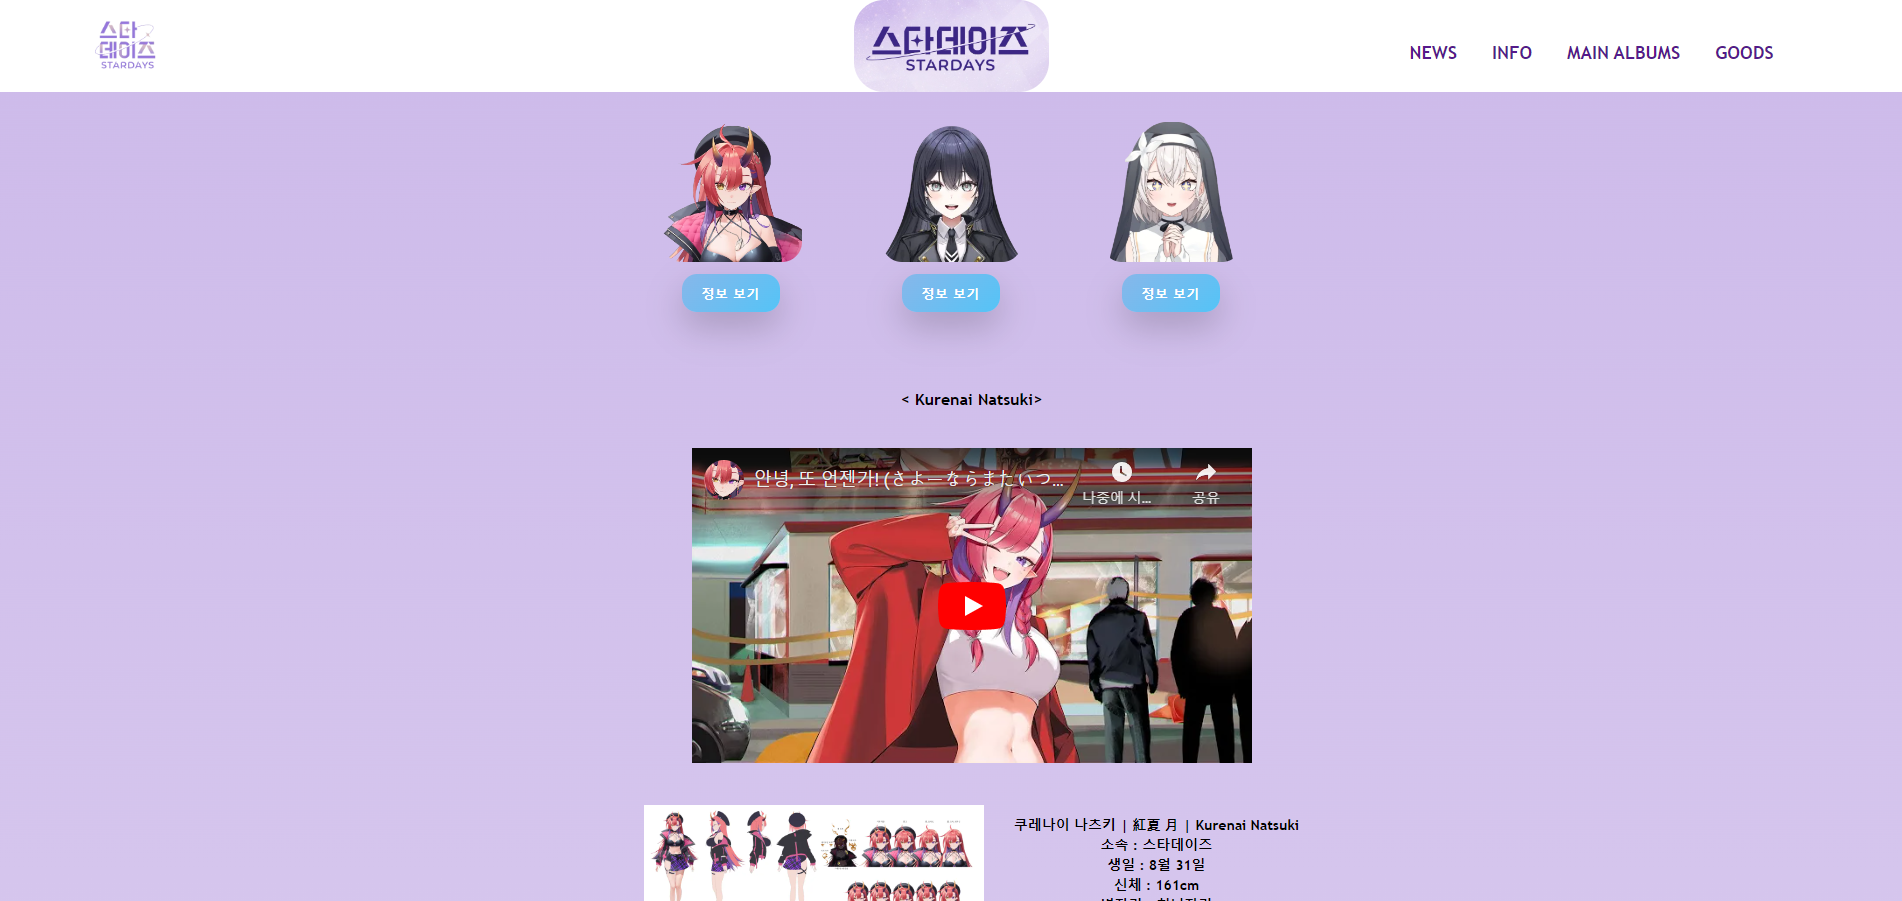 스타
데이즈
STARDAYS
스타데이즈
STARDAYS
NEWS INFO MAIN ALBUMS GOODS
정보 보기 정보 보기 정보 보기
< Kurenai Natsuki>
안녕, 또 언젠가! (さよーならまたいつ...
나중에 시... 공유
쿠레나이 나츠키 | 紅夏 月 | Kurenai Natsuki
소속 : 스타데이즈
생일 : 8월 31일
신체 : 161cm